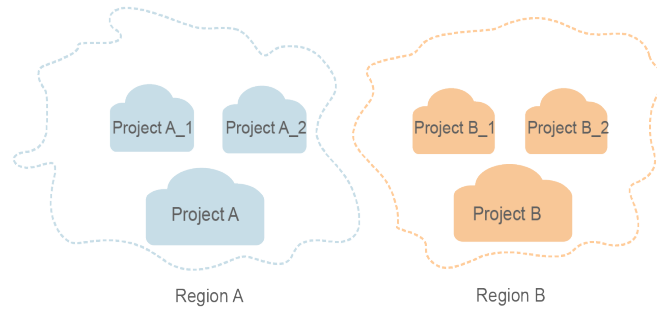 Project A_1
Project A_2
Project A
Region A
Project B_1
Project B_2
Project B
Region B